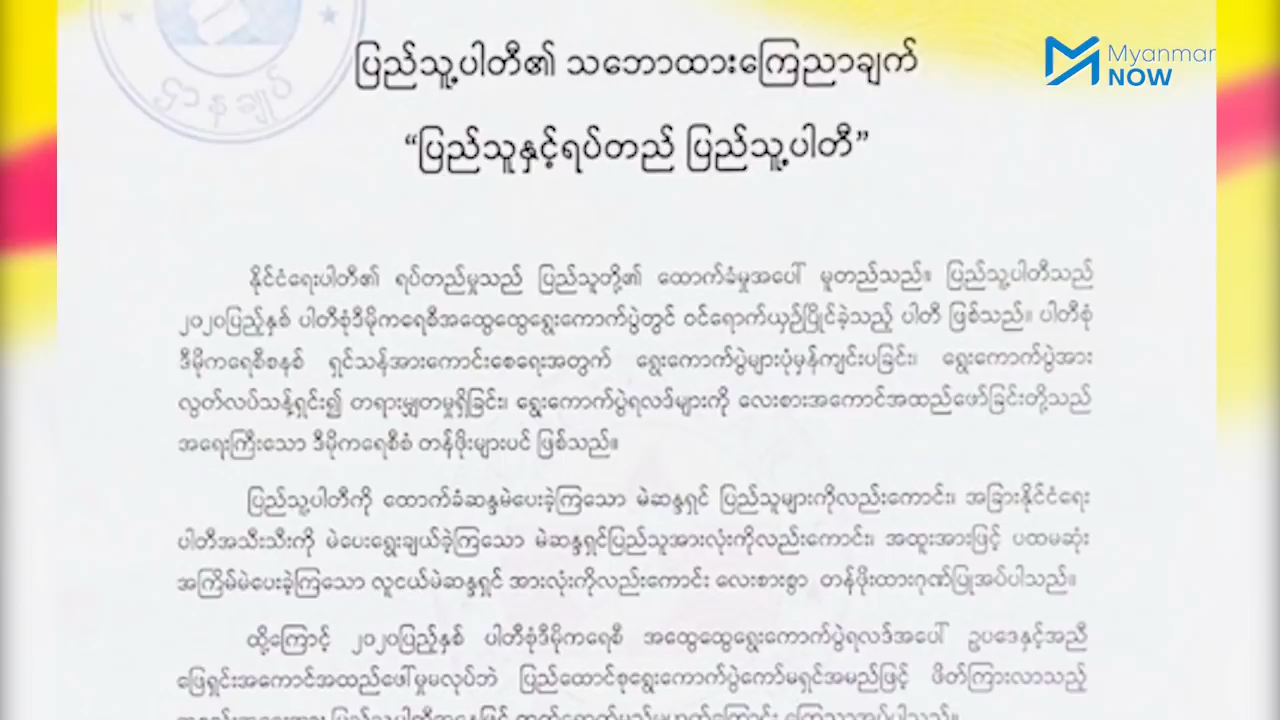 ဌာနချုပ်
Myanmar
NOW
ပြည်သူ့ပါတီ၏ သဘောထားကြေညာချက်
“ပြည်သူနှင့်ရပ်တည် ပြည်သူ့ပါတီ”
နိုင်ငံရေးပါတီ၏ ရပ်တည်မှုသည် ပြည်သူတို့၏ ထောက်ခံမှုအပေါ် မူတည်သည်။ ပြည်သူ့ပါတီသည်
၂၀၂၀ပြည့်နှစ် ပါတီစုံဒီမိုကရေစီအထွေထွေရွေးကောက်ပွဲတွင် ဝင်ရောက်ယှဉ်ပြိုင်ခဲ့သည့် ပါတီ ဖြစ်သည်။ ပါတီစုံ
ဒီမိုကရေစီစနစ် ရှင်သန်အားကောင်းစေရေးအတွက် ရွေးကောက်ပွဲများပုံမှန်ကျင်းပခြင်း၊ ရွေးကောက်ပွဲအား
လွတ်လပ်သန့်ရှင်း၍ တရားမျှတမှုရှိခြင်း၊ ရွေးကောက်ပွဲရလဒ်များကို လေးစားအကောင်အထည်ဖော်ခြင်းတို့သည်
အရေးကြီးသော ဒီမိုကရေစီစံ တန်ဖိုးများပင် ဖြစ်သည်။
ပြည်သူ့ပါတီကို ထောက်ခံဆန္ဒမဲပေးခဲ့ကြသော မဲဆန္ဒရှင် ပြည်သူများကိုလည်းကောင်း၊ အခြားနိုင်ငံရေး
ပါတီအသီးသီးကို မဲပေးရွေးချယ်ခဲ့ကြသော မဲဆန္ဒရှင်ပြည်သူအားလုံးကိုလည်းကောင်း၊ အထူးအားဖြင့် ပထမဆုံး
အကြိမ်မဲပေးခဲ့ကြသော လူငယ်မဲဆန္ဒရှင် အားလုံးကိုလည်းကောင်း လေးစားစွာ တန်ဖိုးထားဂုဏ်ပြုအပ်ပါသည်။
ထို့ကြောင့် ၂၀၂၀ပြည့်နှစ် ပါတီစုံဒီမိုကရေစီ အထွေထွေရွေးကောက်ပွဲရလဒ်အပေါ် ဥပဒေနှင့်အညီ
ဖြေရှင်းအကောင်အထည်ဖေါ်မှုမလုပ်ဘဲ ပြည်ထောင်စုရွေးကောက်ပွဲကော်မရှင်အမည်ဖြင့် ဖိတ်ကြားလာသည့်